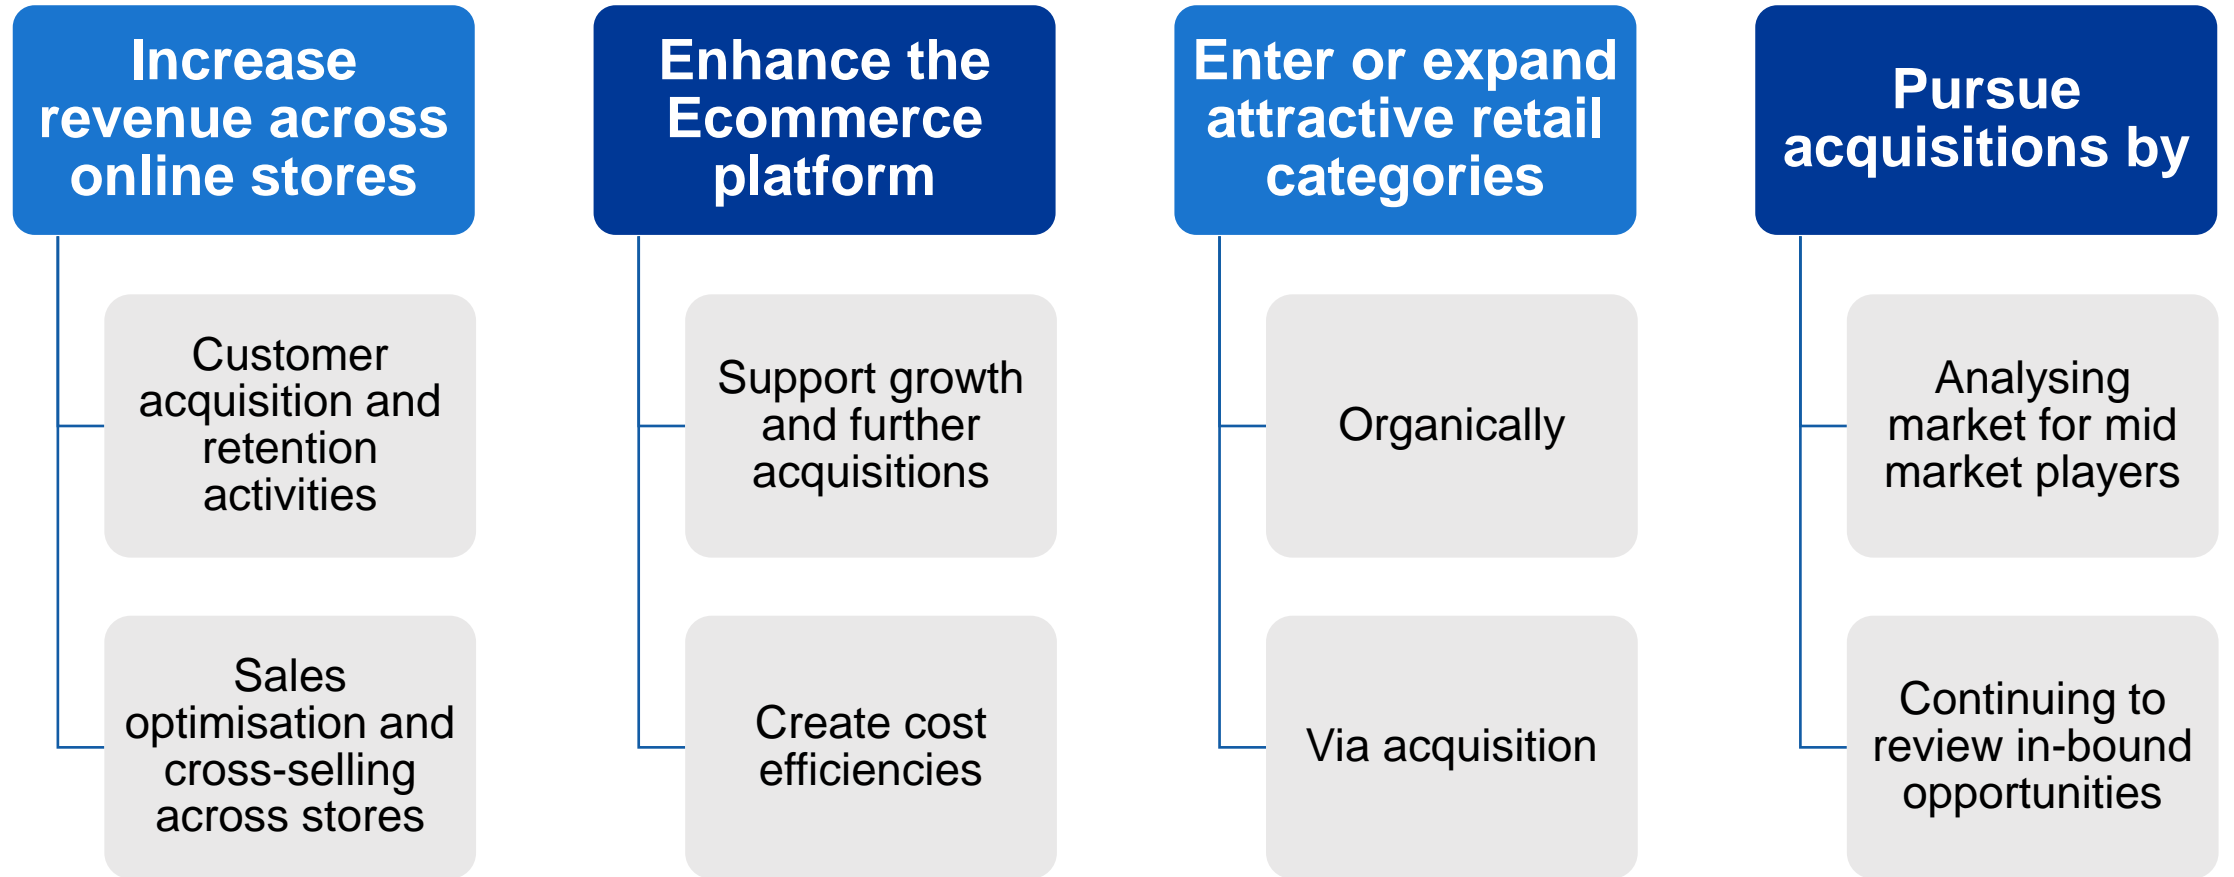 Increase
revenue across
online stores
Customer
acquisition and
retention
activities
Sales
optimisation and
cross-selling
across stores
Enhance the
Ecommerce
platform
Support growth
and further
acquisitions
Create cost
efficiencies
Enter or expand
attractive retail
categories
Organically
Via acquisition
Pursue
acquisitions by
Analysing
market for mid
market players
Continuing to
review in-bound
opportunities